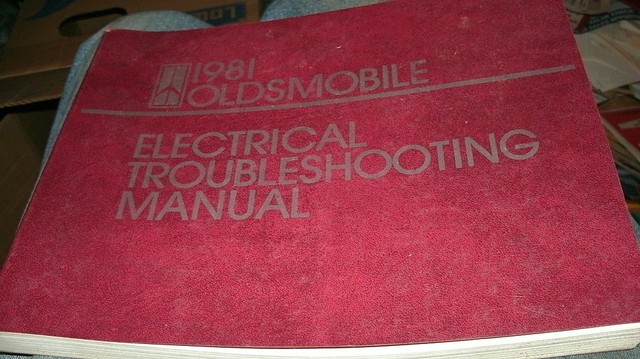 1981
OLDSMOBILE
ELECTRICAL
TROUBLESHOOTING
MANUAL